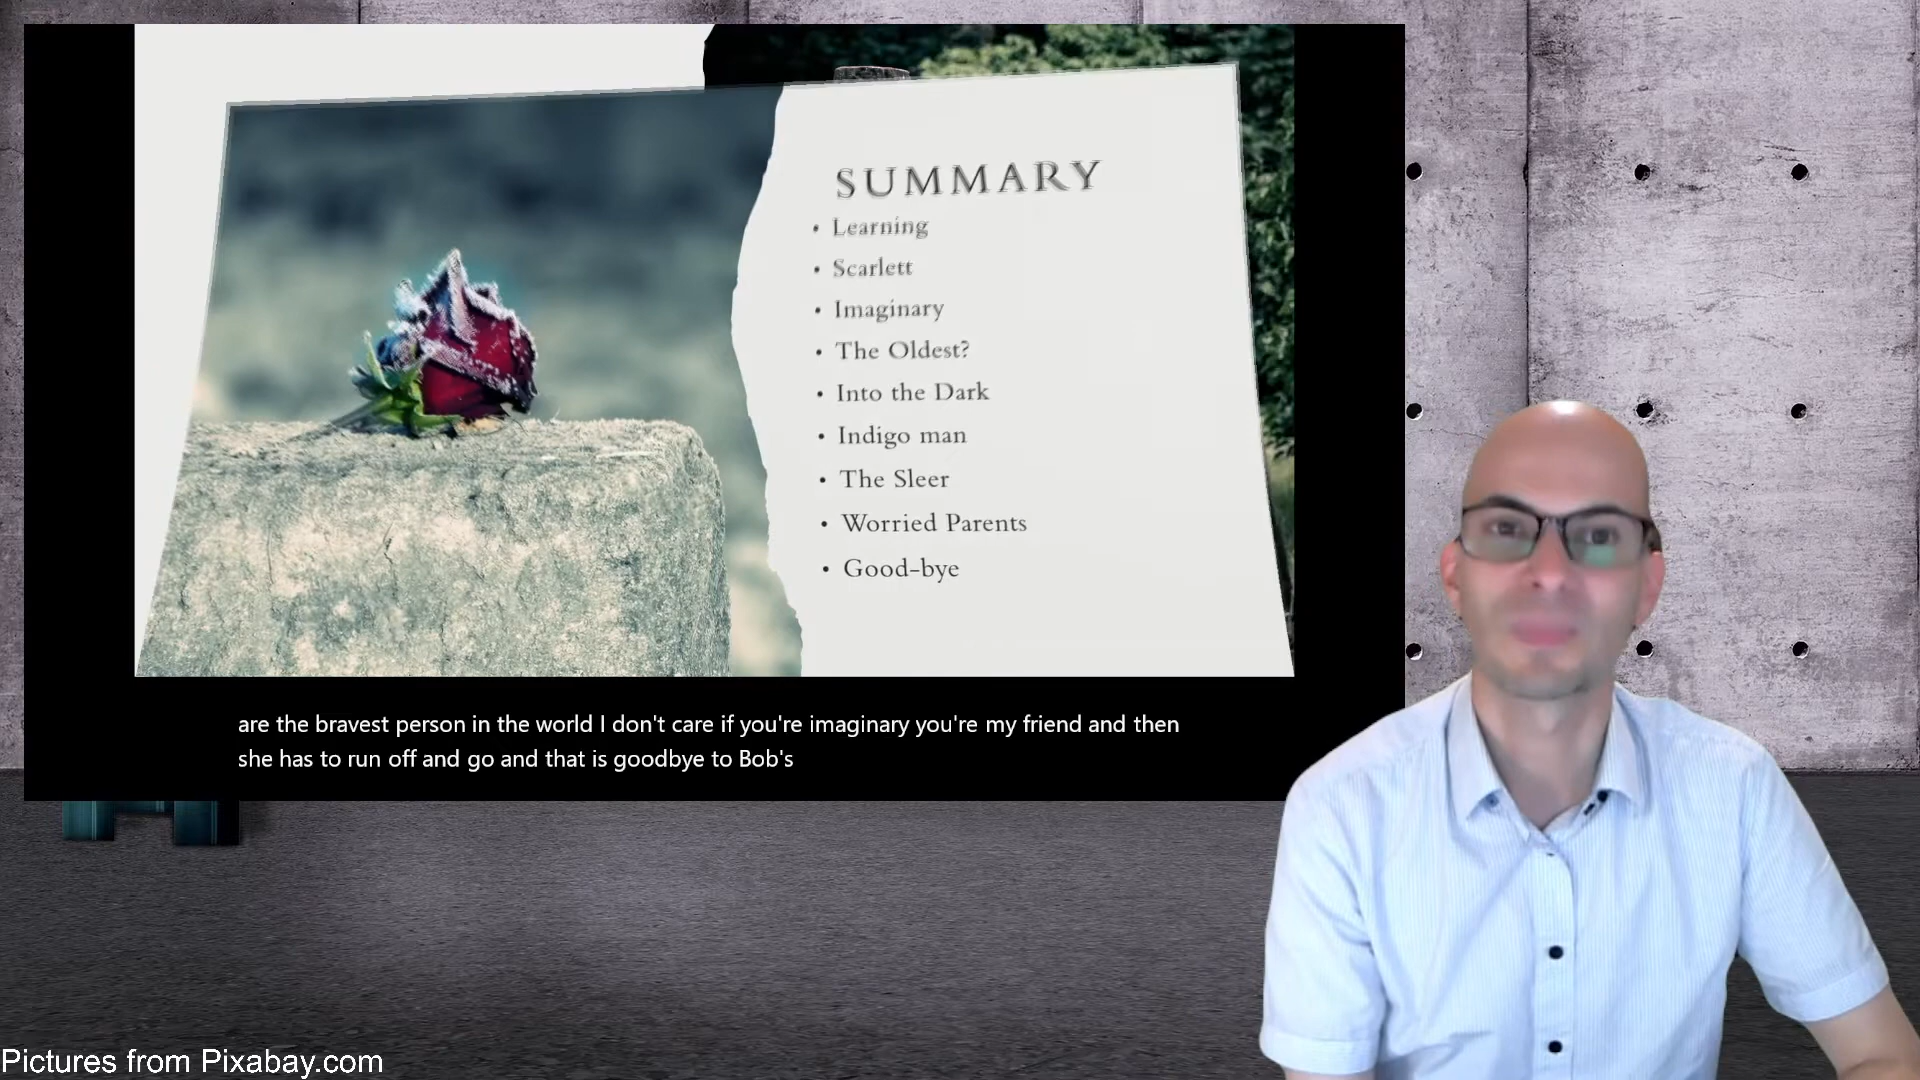 SUMMARY
• Learning
• Scarlett
• Imaginary
• The Oldest?
• Into the Dark
• Indigo man
• The Sleer
• Worried Parents
• Good-bye
are the bravest person in the world I don't care if you're imaginary you're my friend and then
she has to run off and go and that is goodbye to Bob's
Pictures from Pixabay.com